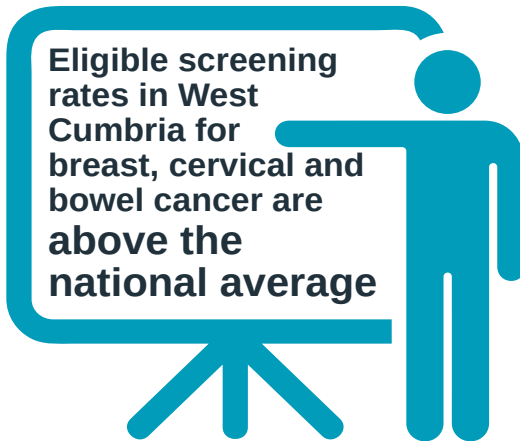 Eligible screening
rates in West
Cumbria for
breast, cervical and
bowel cancer are
above the
national average